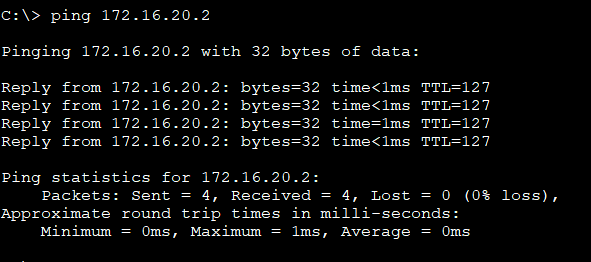 C:\> ping 172.16.20.2
Pinging 172.16.20.2 with 32 bytes of data:
Reply from 172.16.20.2: bytes=32 time<1ms TTL=127
Reply from 172.16.20.2: bytes=32 time<1ms TTL=127
Reply from 172.16.20.2: bytes=32 time=1ms TTL=127
Reply from 172.16.20.2: bytes=32 time<1ms TTL=127
Ping statistics for 172.16.20.2:
Packets: Sent = 4, Received = 4, Lost = 0 (0% loss),
Approximate round trip times in milli-seconds:
Minimum = 0ms, Maximum = 1ms, Average = 0ms